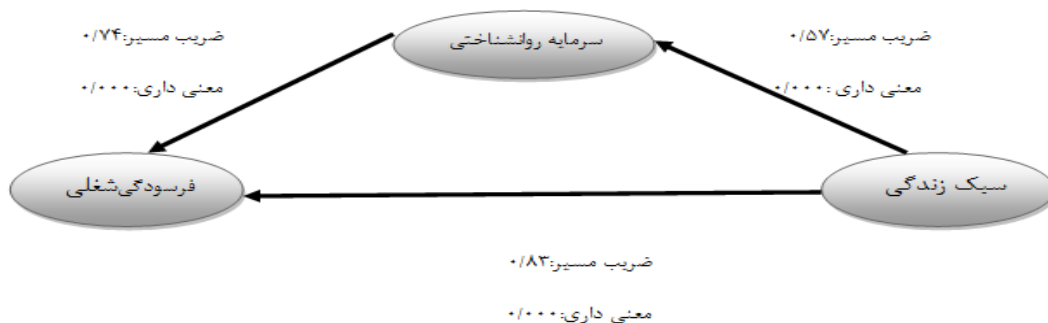 سرمایه روانشناختی
ضریب مسیر:۰/۵۷
معنی داری :۰/۰۰۰
ضریب مسیر:۰/۷۴
معنی داری:۰/۰۰۰
سبک زندگی
فرسودگی‌شغلی
ضریب مسیر:۰/۸۳
معنی داری:۰/۰۰۰